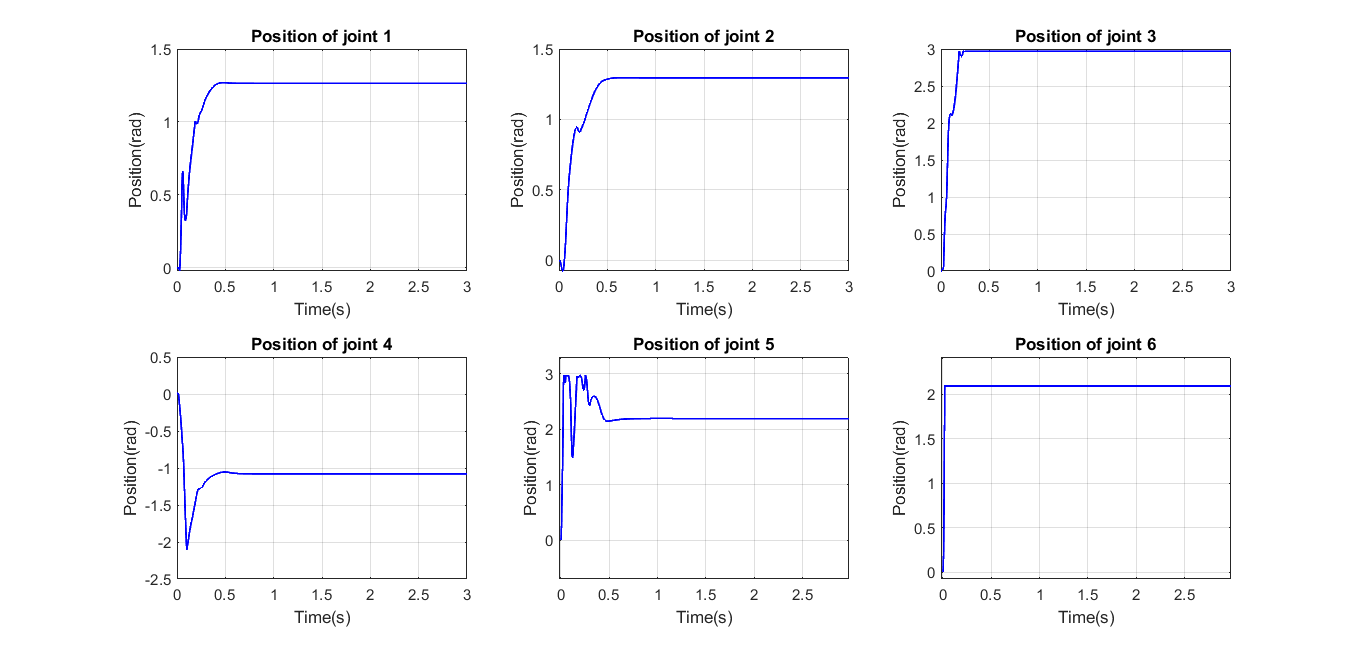 Position of joint 1
Position(rad)
1.5
1
0.5
0
0 0.5 1 1.5 2 2.5 3
Time(s)
Position of joint 2
Position(rad)
1.5
1
0.5
0
0 0.5 1 1.5 2 2.5 3
Time(s)
Position of joint 3
Position(rad)
3
2.5
2
1.5
1
0.5
0
0 0.5 1 1.5 2 2.5 3
Time(s)
Position of joint 4
Position(rad)
0.5
0
-0.5
-1
-1.5
-2
-2.5
0 0.5 1 1.5 2 2.5 3
Time(s)
Position of joint 5
Position(rad)
3
2
1
0
0 0.5 1 1.5 2 2.5
Time(s)
Position of joint 6
Position(rad)
2
1.5
1
0.5
0
0 0.5 1 1.5 2 2.5
Time(s)